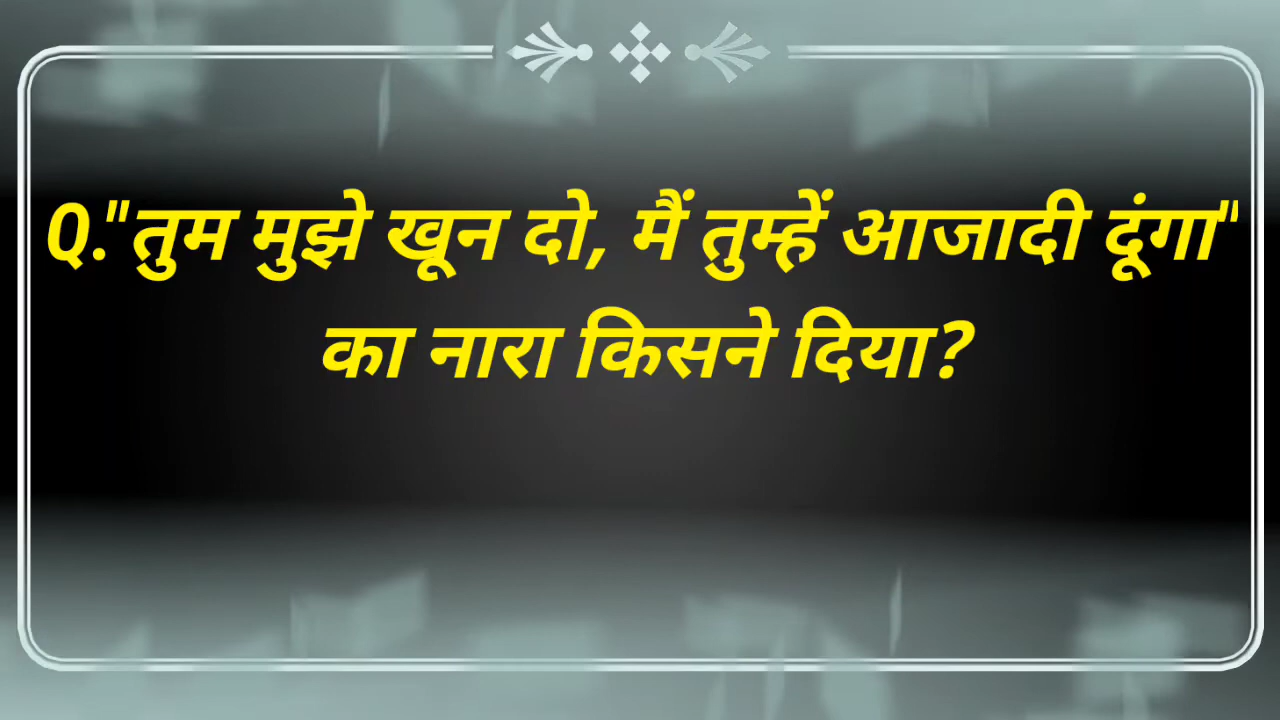 Q."तुम मुझे खून दो, मैं तुम्हें आजादी दूंगा"
का नारा किसने दिया?